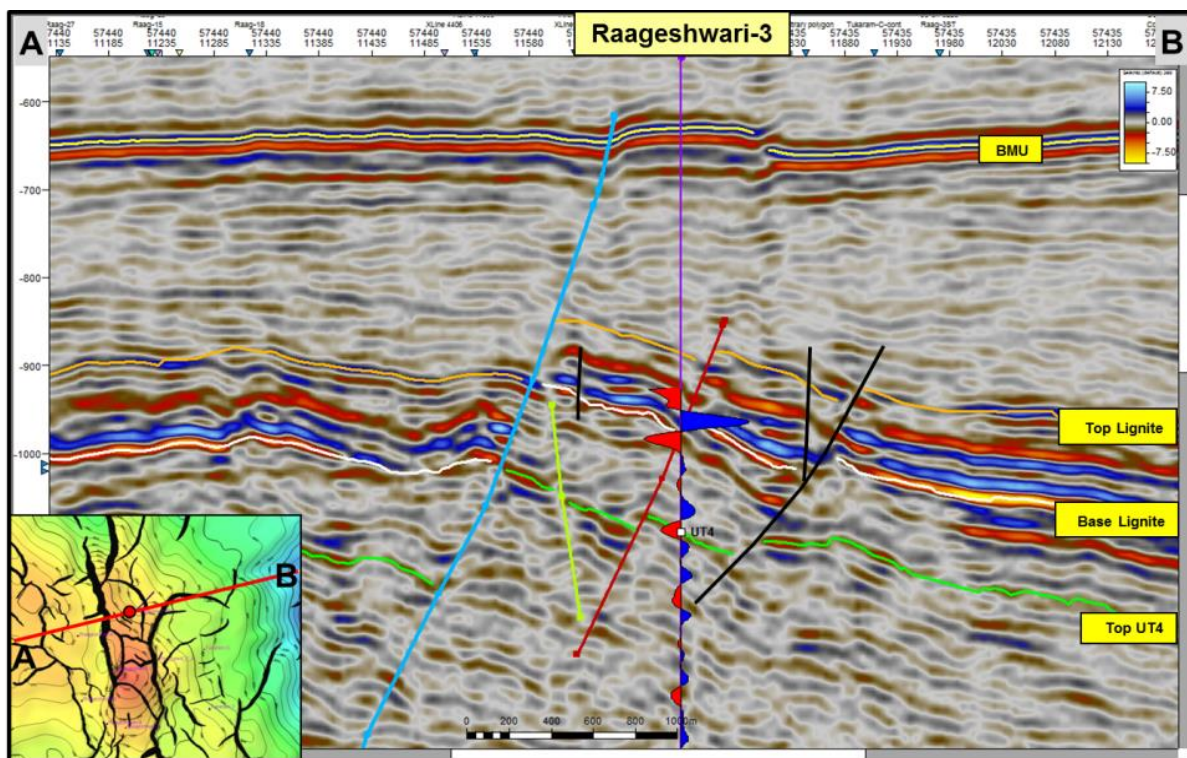 Raageshwari-3
A
B
Raag-15
Raag-18
XLine 4406
Tukaram-C-cont
Raag-3ST
57440 57440 57440 57440 57440 57440 57440 57440 57440 57440
11135 11185 11235 11285 11335 11385 11435 11485 11535 11580
57435 57435 57435 57435 57435 57435
11880 11930 11980 12030 12080 12130
7.50
0.00
-7.50
-600
-700
-800
-900
-1000
BMU
Top Lignite
Base Lignite
Top UT4
UT4
0 200 400 600 800 1000m
A
B